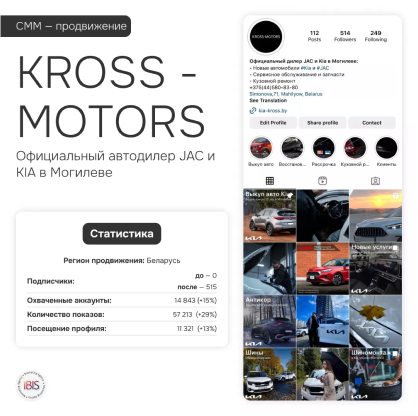 СММ — продвижение
KROSS -
MOTORS
Официальный автодилер JAC и
KIA в Могилеве
Статистика
Регион продвижения: Беларусь
Подписчики:
до — 0
после — 515
Охваченные аккаунты: 14 843 (+15%)
Количество показов: 57 213 (+29%)
Посещение профиля: 11 321 (+13%)
iBIS
KROSS-MOTORS
112 514 249
Posts Followers Following
Официальный дилер JAC и Kia в Могилеве:
• Новые автомобили #Kia и #JAC
• Сервисное обслуживание и запчасти
• Кузовной ремонт
+375(44)580-83-80
Simonova,71, Mahilyow, Belarus
See Translation
kia-kross.by
Edit Profile Share profile Contact
Выкуп авто Восстанов... Рассрочка Кузовной р... Клиенты
Выкуп авто Kia
Новые услуги
Антикор
Шины
Шиномонтаж